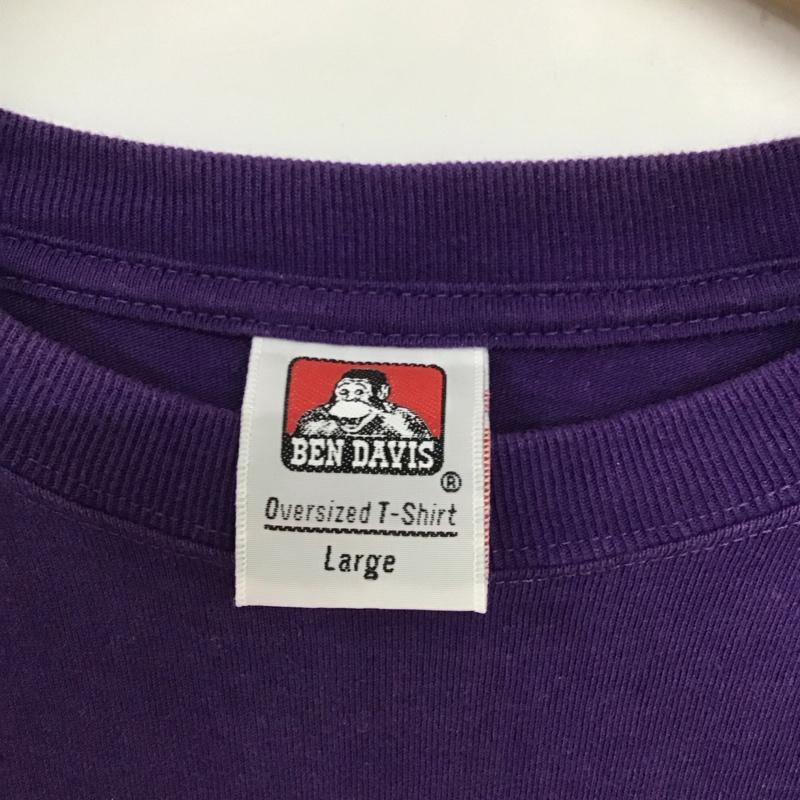 BEN DAVIS
®
Oversized T-Shirt
Large